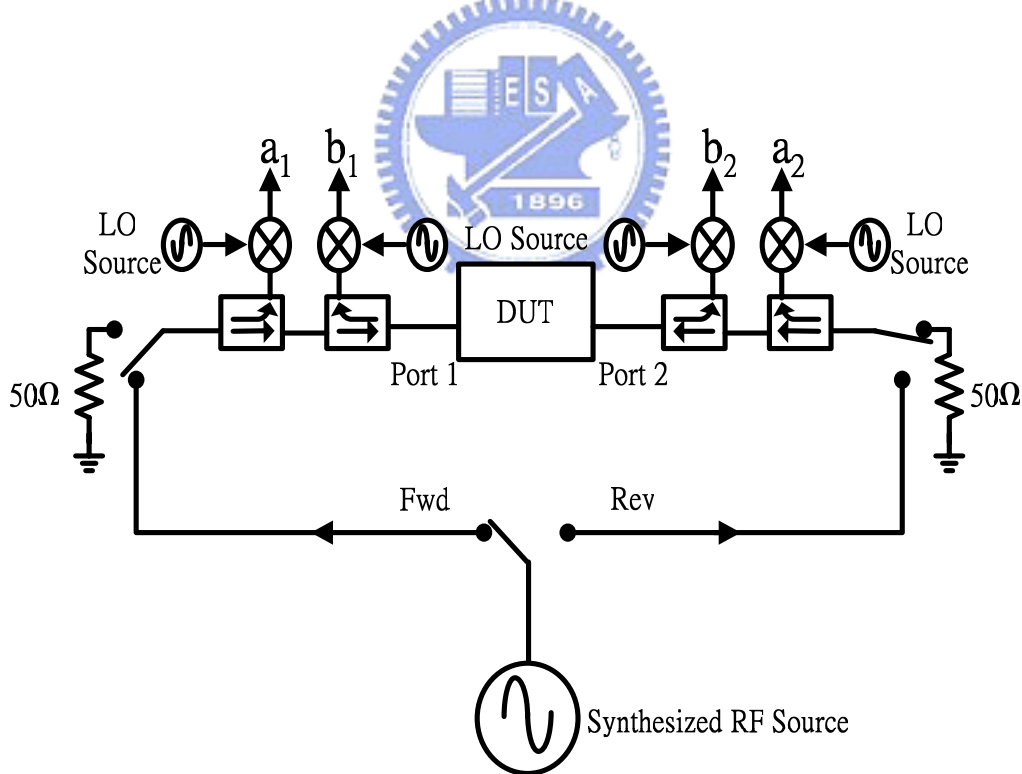 E S A
1896
a1 b1 b2 a2
LO Source
LO Source
LO Source
DUT
Port 1
Port 2
50Ω
50Ω
Fwd
Rev
Synthesized RF Source